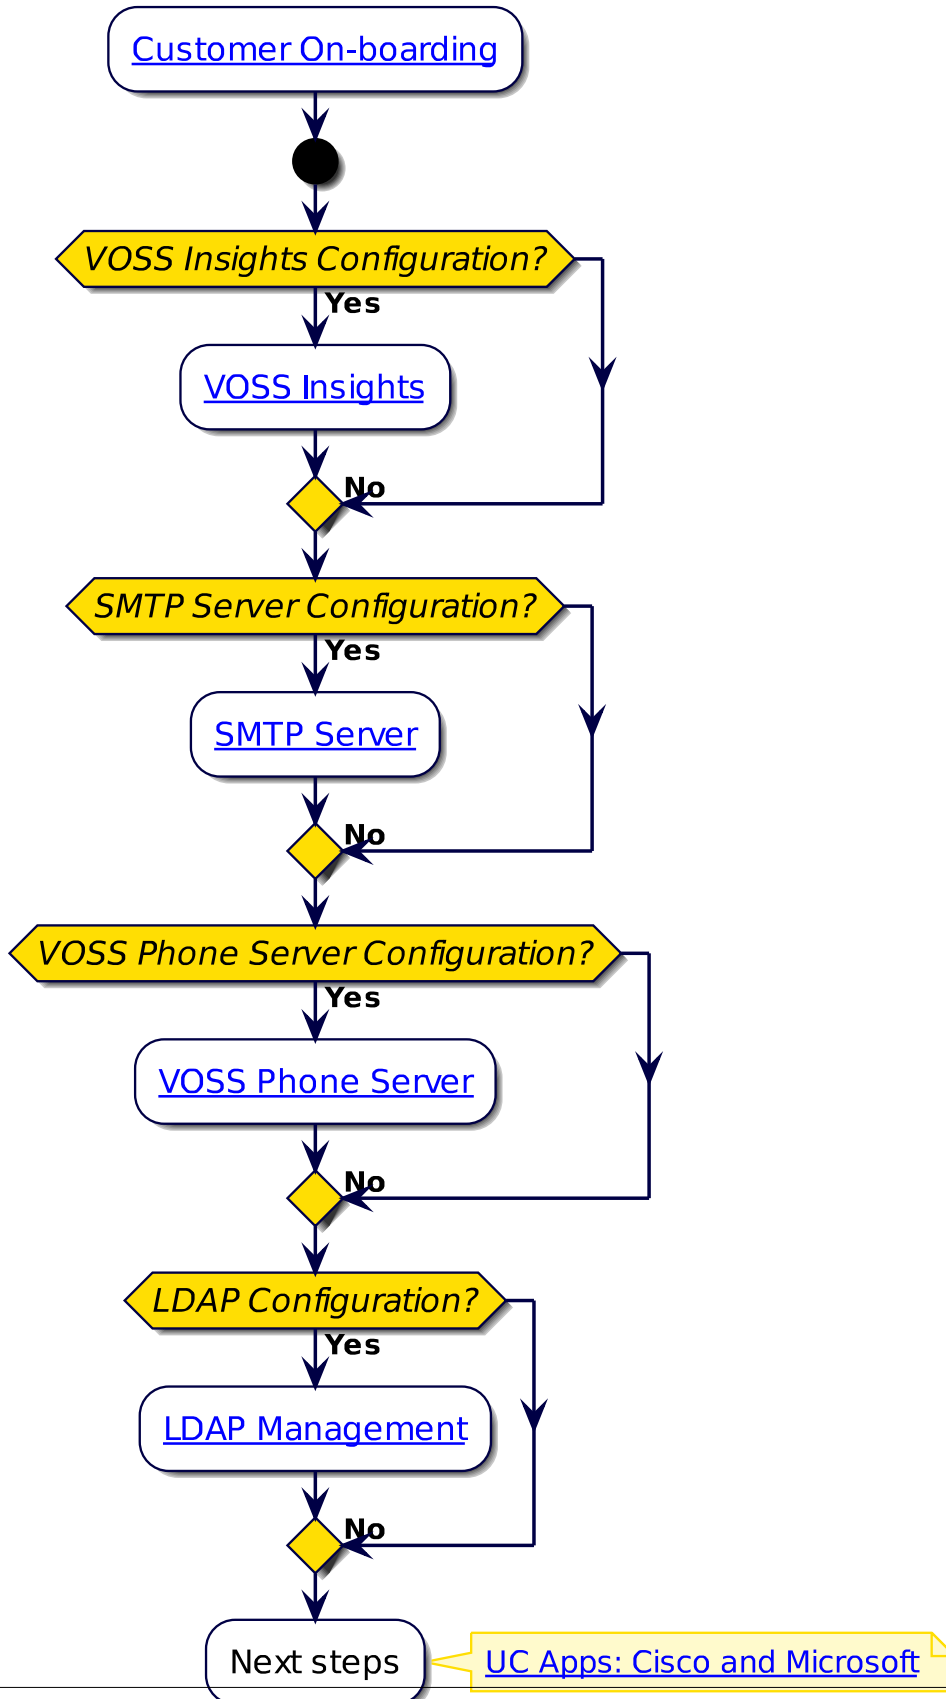 Customer On-boarding
VOSS Insights Configuration?
Yes
VOSS Insights
No
SMTP Server Configuration?
Yes
SMTP Server
No
VOSS Phone Server Configuration?
Yes
VOSS Phone Server
No
LDAP Configuration?
Yes
LDAP Management
No
Next steps
UC Apps: Cisco and Microsoft